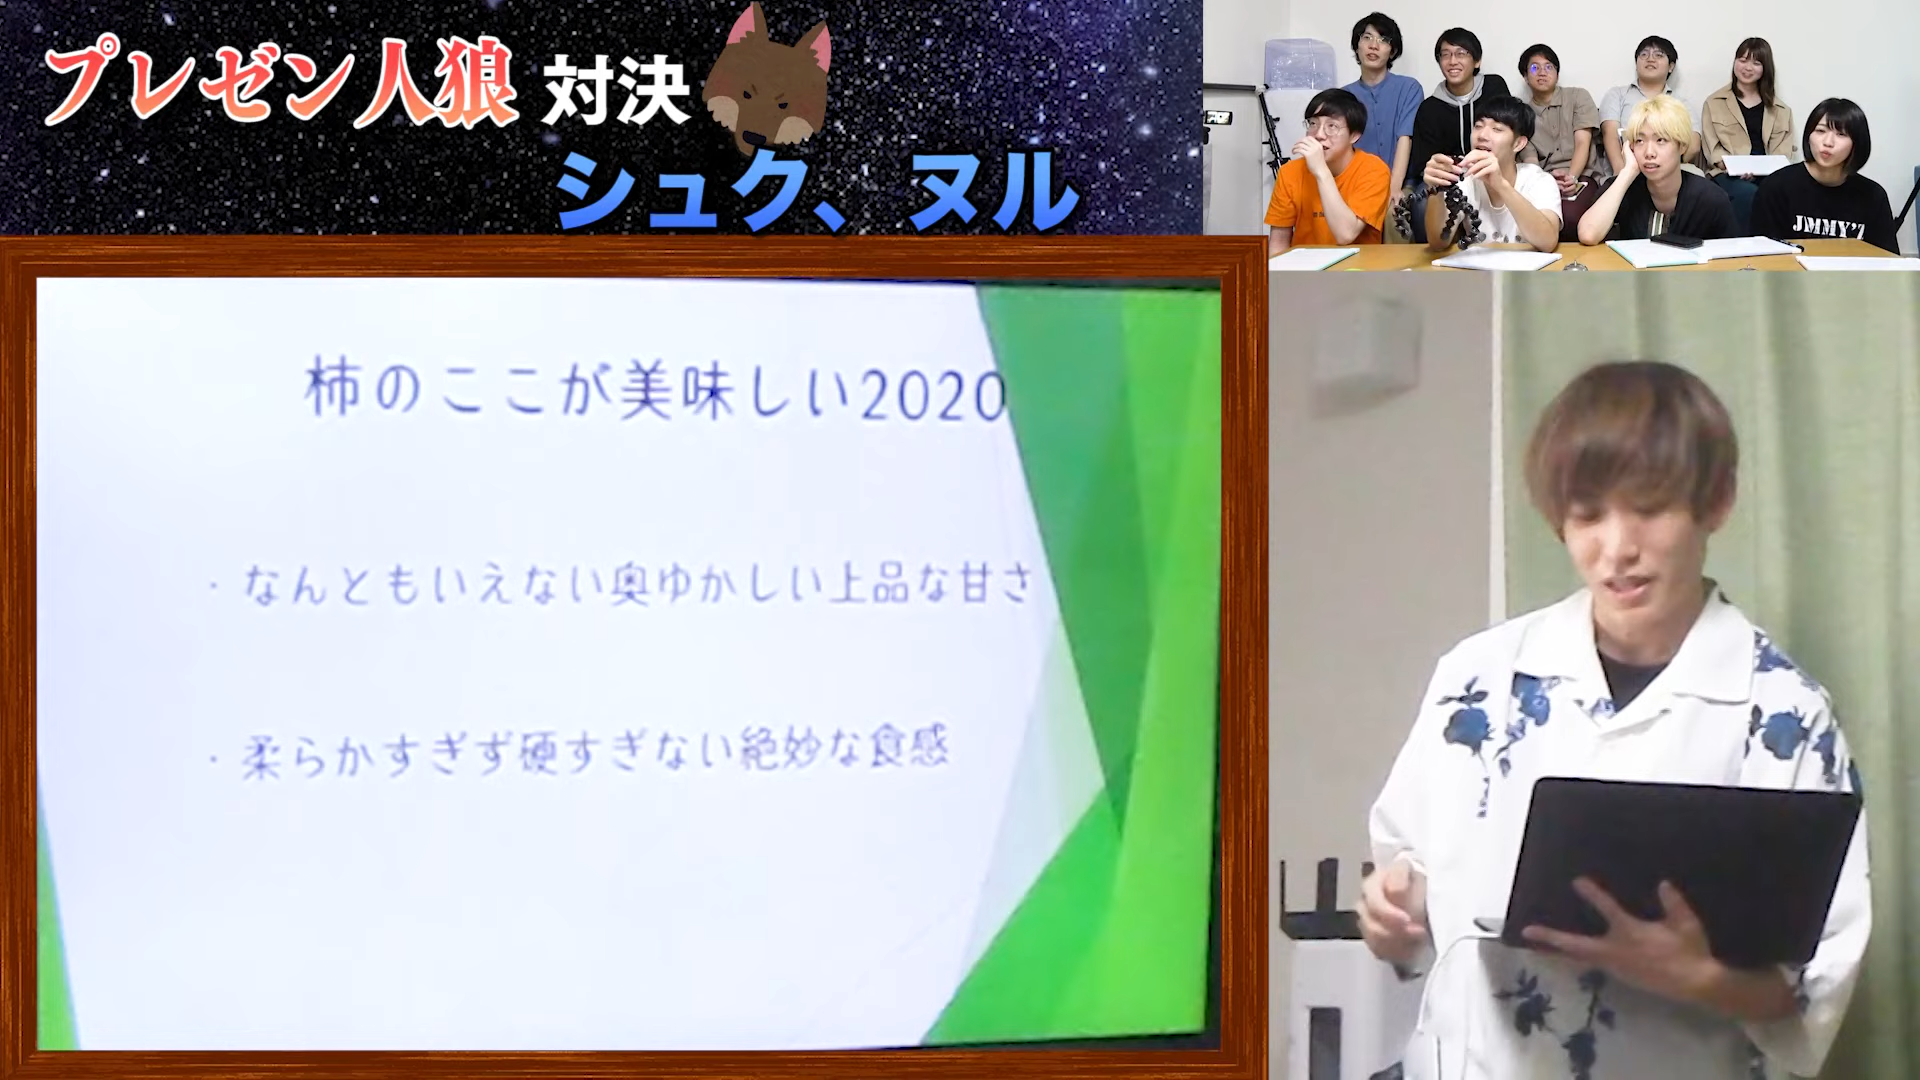 プレゼン人狼 対決
シュク、ヌル
JMMY'Z
柿のここが美味しい2020
・なんともいえない奥ゆかしい上品な甘さ
・柔らかすぎず硬すぎない絶妙な食感